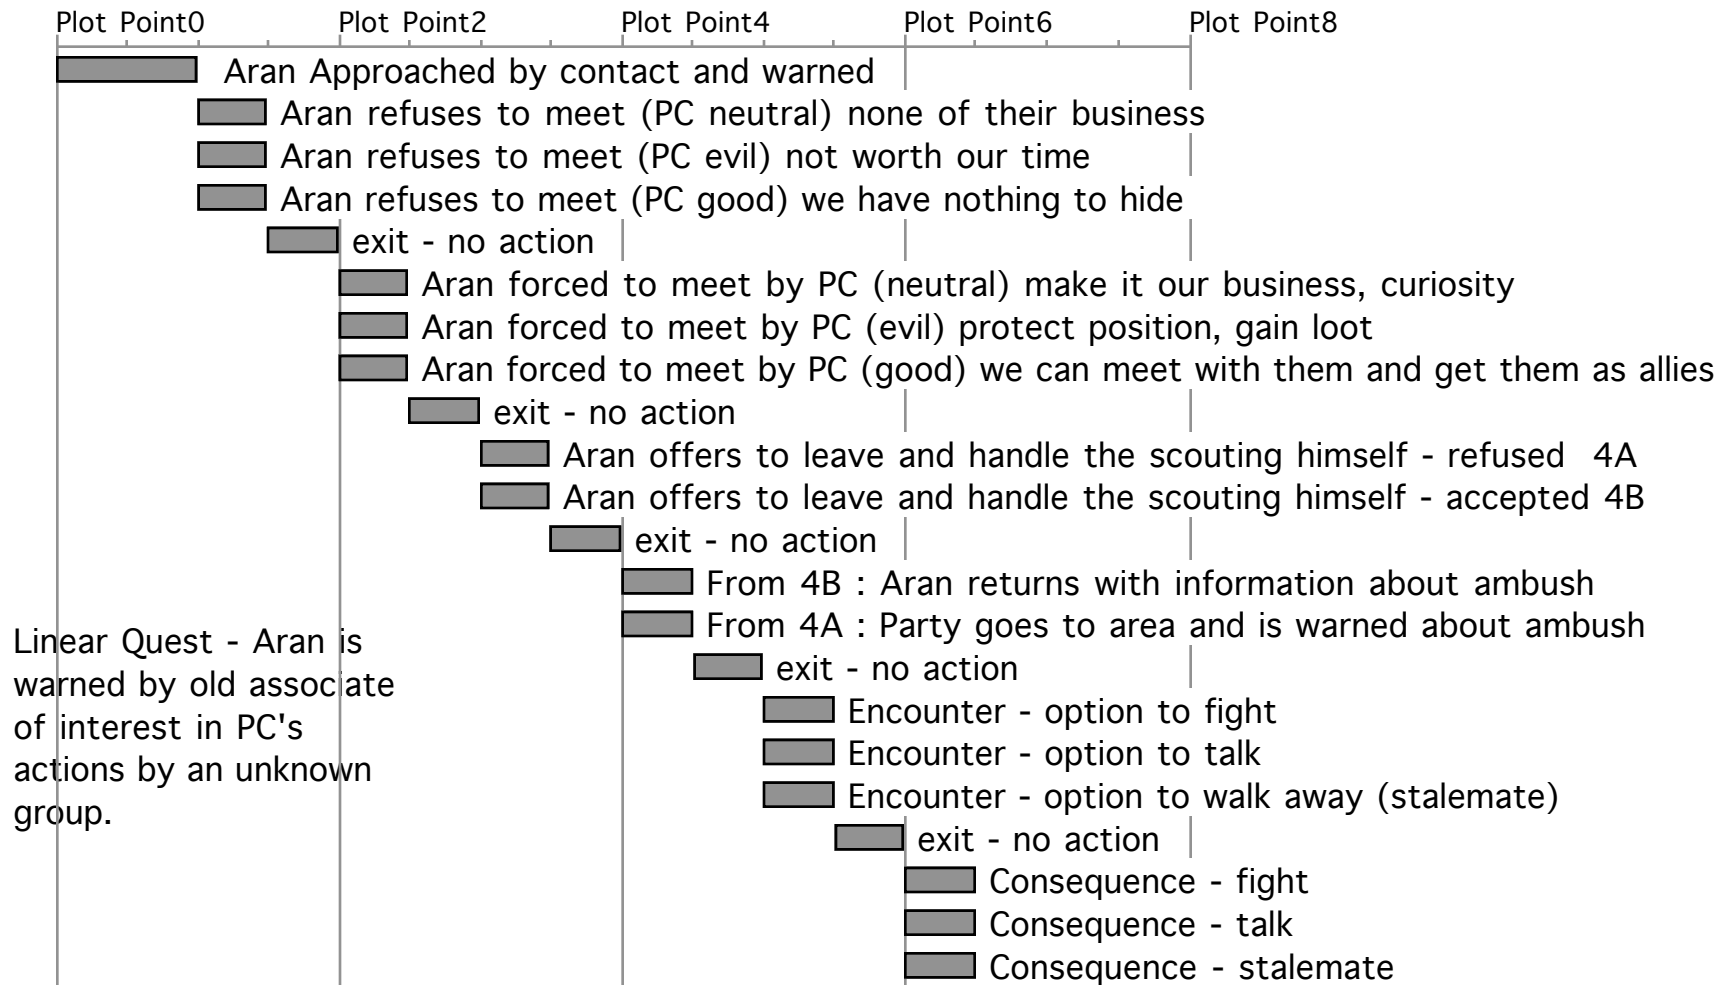 Plot Point0 Plot Point2 Plot Point4 Plot Point6 Plot Point8
Aran Approached by contact and warned
Aran refuses to meet (PC neutral) none of their business
Aran refuses to meet (PC evil) not worth our time
Aran refuses to meet (PC good) we have nothing to hide
exit - no action
Aran forced to meet by PC (neutral) make it our business, curiosity
Aran forced to meet by PC (evil) protect position, gain loot
Aran forced to meet by PC (good) we can meet with them and get them as allies
exit - no action
Aran offers to leave and handle the scouting himself - refused 4A
Aran offers to leave and handle the scouting himself - accepted 4B
exit - no action
From 4B : Aran returns with information about ambush
From 4A : Party goes to area and is warned about ambush
exit - no action
Encounter - option to fight
Encounter - option to talk
Encounter - option to walk away (stalemate)
exit - no action
Consequence - fight
Consequence - talk
Consequence - stalemate
Linear Quest - Aran is
warned by old associate
of interest in PC's
actions by an unknown
group.